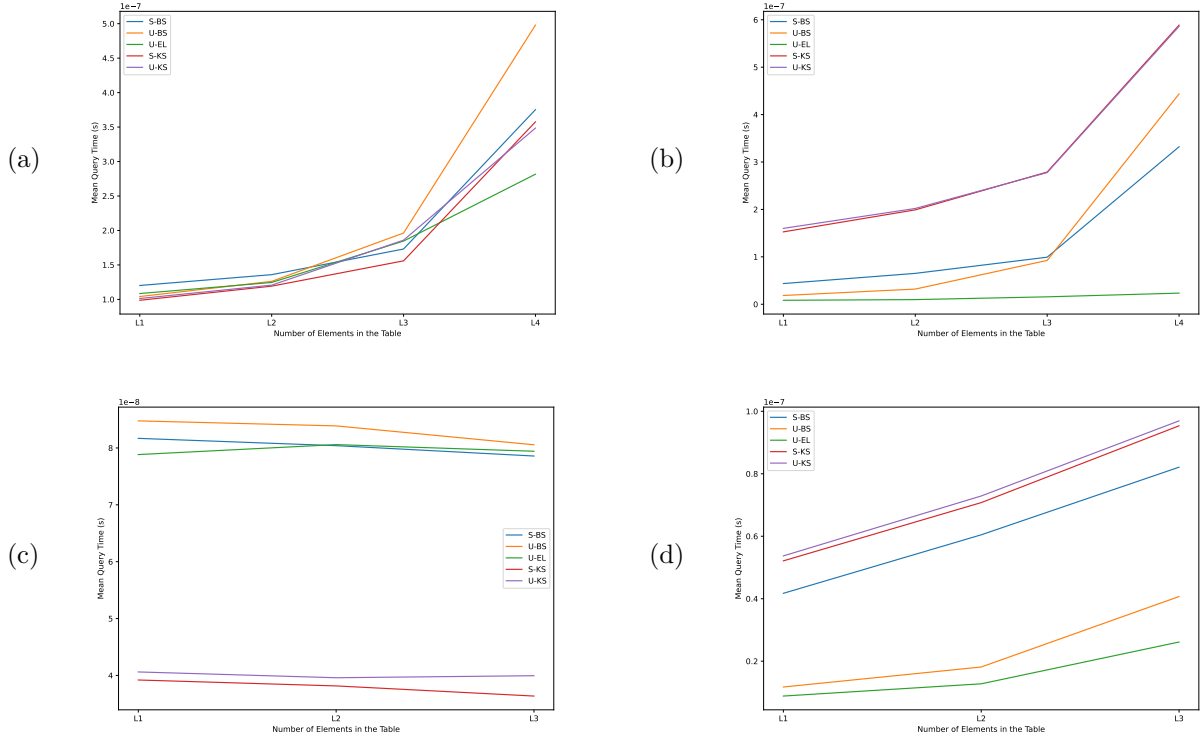 (a)
1e-7
S-BS
U-BS
U-EL
S-KS
U-KS
5.0
4.5
4.0
3.5
3.0
2.5
2.0
1.5
1.0
Mean Query Time (s)
L1 L2 L3 L4
Number of Elements in the Table
(b)
1e-7
S-BS
U-BS
U-EL
S-KS
U-KS
6
5
4
3
2
1
0
Mean Query Time (s)
L1 L2 L3 L4
Number of Elements in the Table
(c)
1e-8
8
7
6
5
4
Mean Query Time (s)
S-BS
U-BS
U-EL
S-KS
U-KS
L1 L2 L3
Number of Elements in the Table
(d)
1e-7
S-BS
U-BS
U-EL
S-KS
U-KS
1.0
0.8
0.6
0.4
0.2
Mean Query Time (s)
L1 L2 L3
Number of Elements in the Table